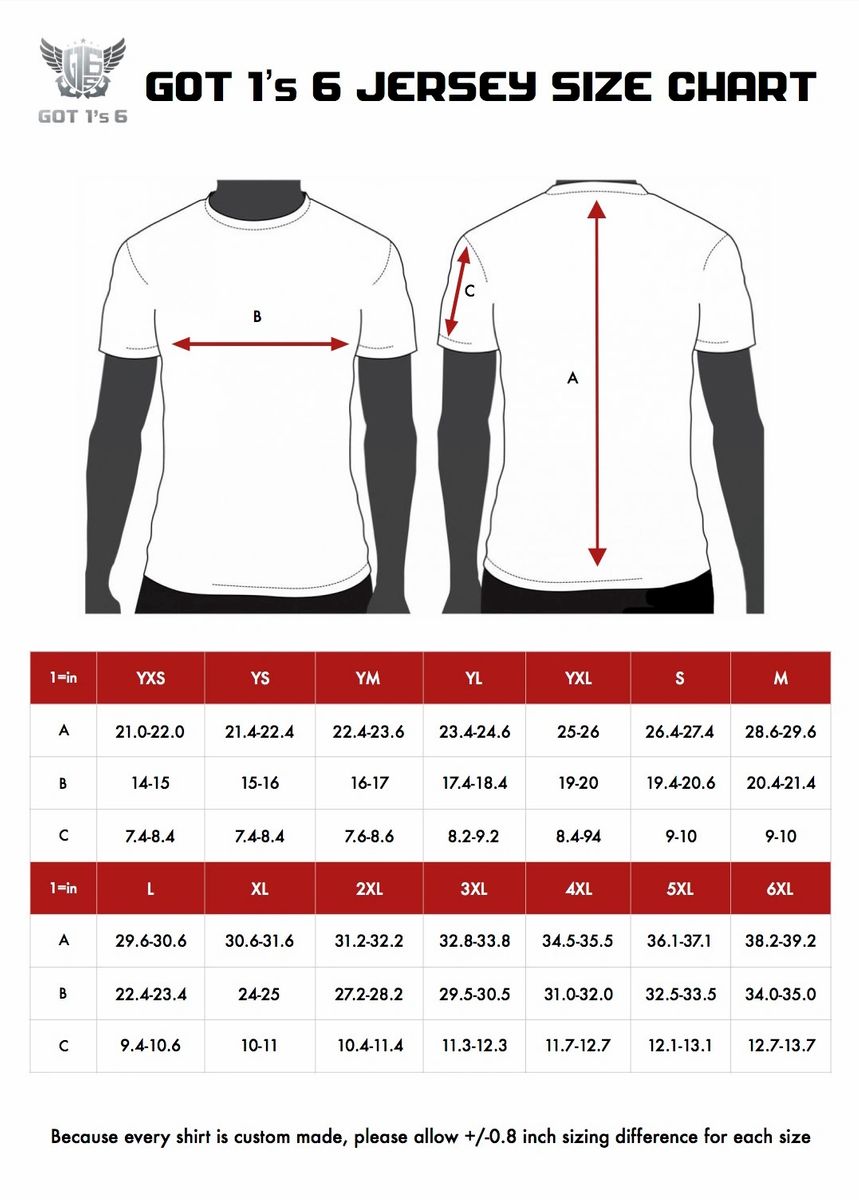 GOT 1's 6
GOT 1's 6 JERSEY SIZE CHART
B
C
A
1=in YXS YS YM YL YXL S M
A 21.0-22.0 21.4-22.4 22.4-23.6 23.4-24.6 25-26 26.4-27.4 28.6-29.6
B 14-15 15-16 16-17 17.4-18.4 19-20 19.4-20.6 20.4-21.4
C 7.4-8.4 7.4-8.4 7.6-8.6 8.2-9.2 8.4-94 9-10 9-10
1=in L XL 2XL 3XL 4XL 5XL 6XL
A 29.6-30.6 30.6-31.6 31.2-32.2 32.8-33.8 34.5-35.5 36.1-37.1 38.2-39.2
B 22.4-23.4 24-25 27.2-28.2 29.5-30.5 31.0-32.0 32.5-33.5 34.0-35.0
C 9.4-10.6 10-11 10.4-11.4 11.3-12.3 11.7-12.7 12.1-13.1 12.7-13.7
Because every shirt is custom made, please allow +/-0.8 inch sizing difference for each size